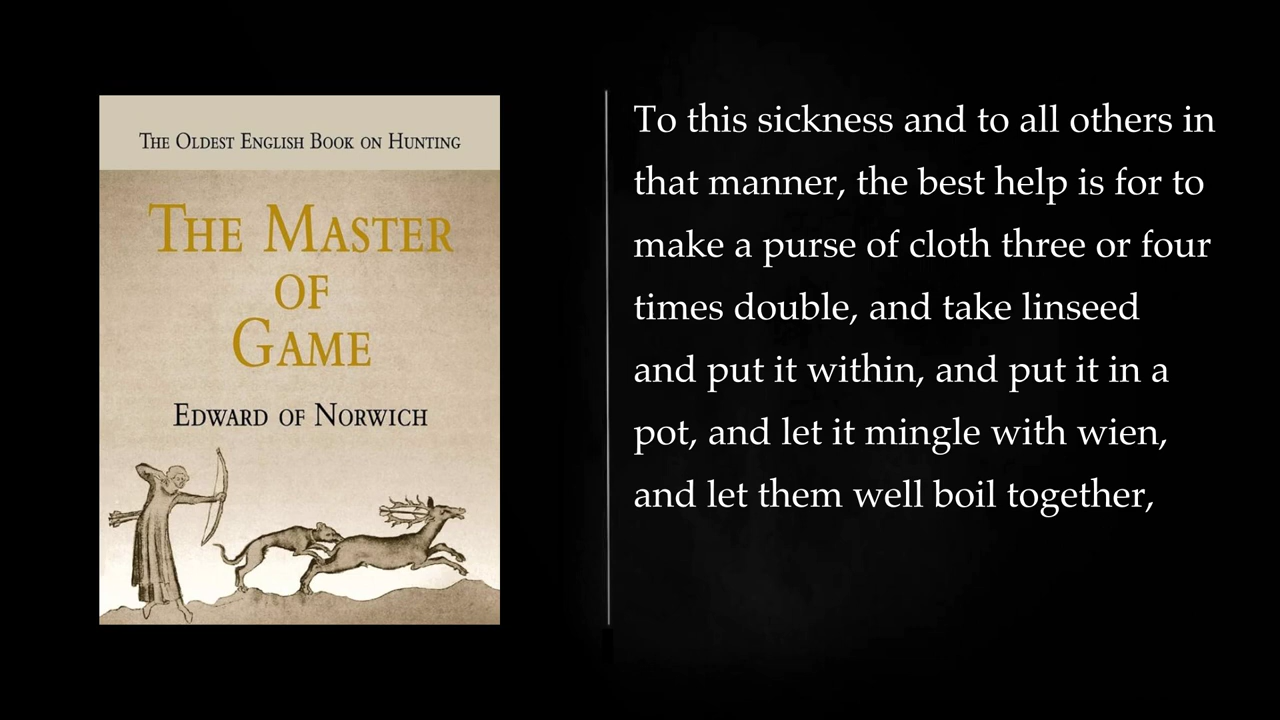 The Oldest English Book on Hunting
The Master
of
Game
Edward of Norwich
To this sickness and to all others in
that manner, the best help is for to
make a purse of cloth three or four
times double, and take linseed
and put it within, and put it in a
pot, and let it mingle with wien,
and let them well boil together,